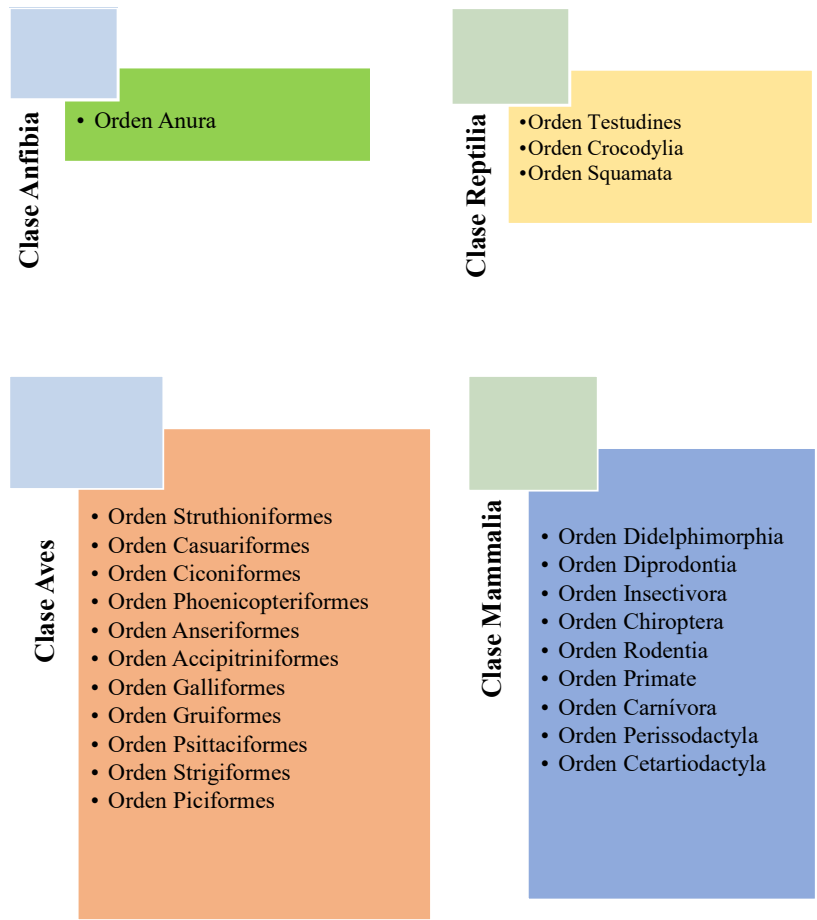 Clase Anfibia
• Orden Anura
Clase Reptilia
•Orden Testudines
•Orden Crocodylia
•Orden Squamata
Clase Aves
• Orden Struthioniformes
• Orden Casuariformes
• Orden Ciconiformes
• Orden Phoenicopteriformes
• Orden Anseriformes
• Orden Accipitriniformes
• Orden Galliformes
• Orden Gruiformes
• Orden Psittaciformes
• Orden Strigiformes
• Orden Piciformes
Clase Mammalia
• Orden Didelphimorphia
• Orden Diprodontia
• Orden Insectivora
• Orden Chiroptera
• Orden Rodentia
• Orden Primate
• Orden Carnívora
• Orden Perissodactyla
• Orden Cetartiodactyla